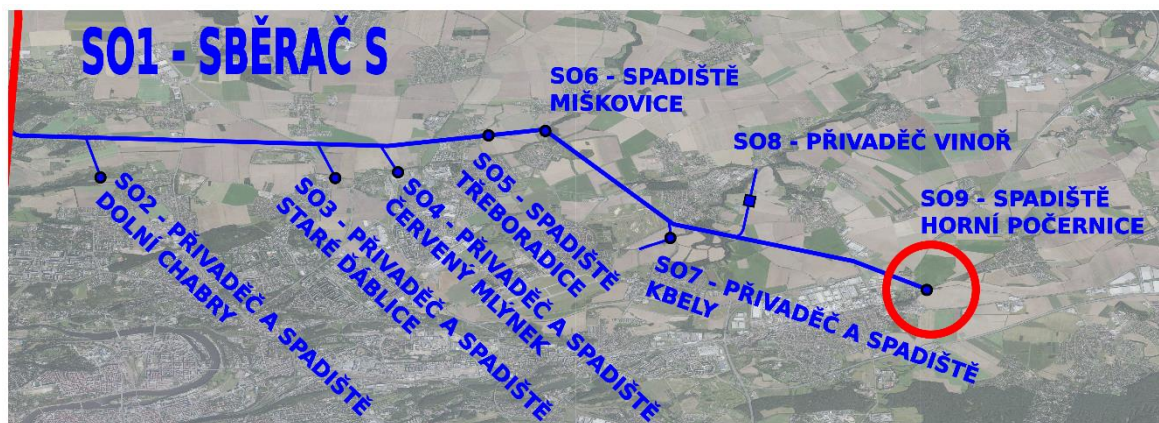 SO1 - SBĚRAČ S
SO2 - PŘIVADĚČ A SPADIŠTĚ
DOLNÍ CHABRY
SO3 - PŘIVADĚČ A SPADIŠTĚ
STARÉ ĎÁBLICE
SO4 - PŘIVADĚČ A SPADIŠTĚ
ČERVENÝ MLÝNEK
SO5 - SPADIŠTĚ
TŘEBORADICE
SO6 - SPADIŠTĚ
MIŠKOVICE
SO7 - PŘIVADĚČ A SPADIŠTĚ
KBELY
SO8 - PŘIVADĚČ VINOŘ
SO9 - SPADIŠTĚ
HORNÍ POČERNICE